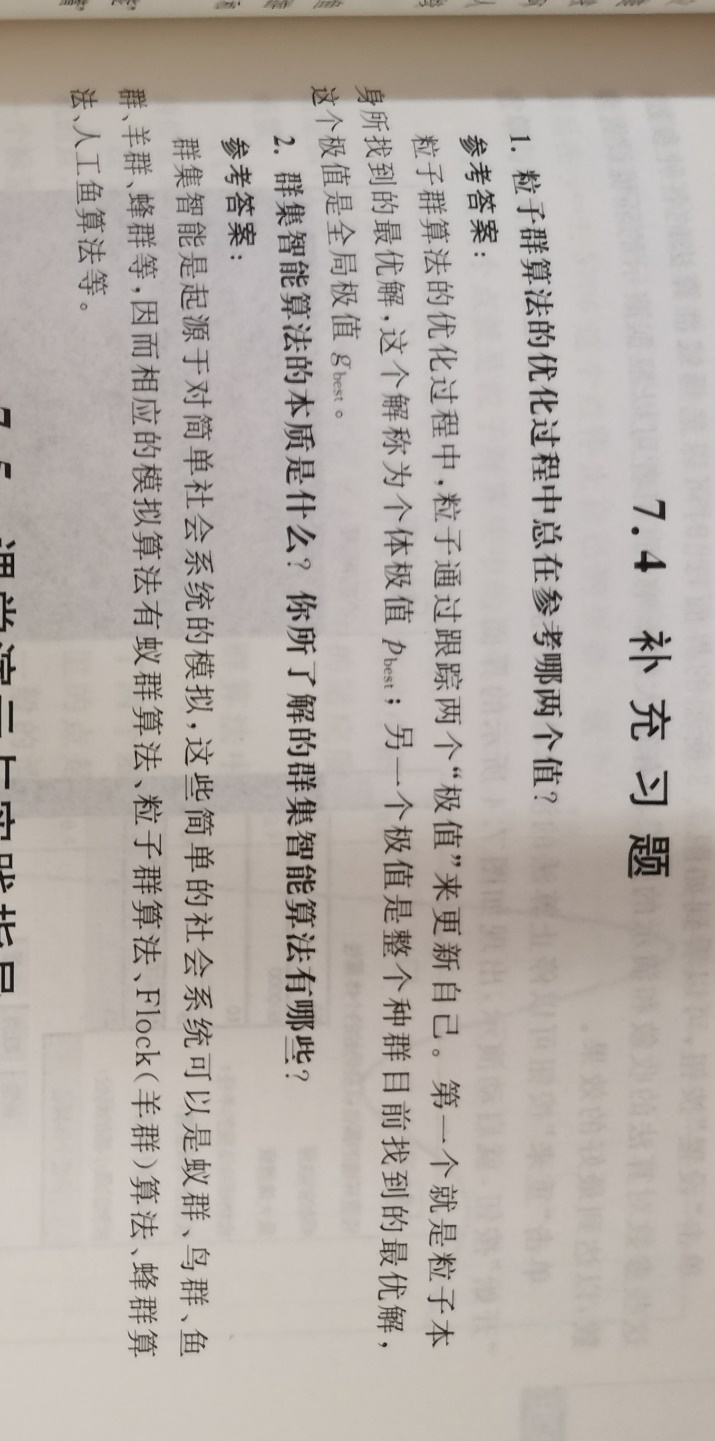 7.4 补充习题
1. 粒子群算法的优化过程中总在参考哪两个值?
参考答案:
粒子群算法的优化过程中,粒子通过跟踪两个“极值”来更新自己。第一个就是粒子本
身所找到的最优解,这个解称为个体极值 pbest;另一个极值是整个种群目前找到的最优解,
这个极值是全局极值 gbest。
2. 群集智能算法的本质是什么?你所了解的群集智能算法有哪些?
参考答案:
群集智能是起源于对简单社会系统的模拟,这些简单的社会系统可以是蚁群、鸟群、鱼
群、羊群、蜂群等,因而相应的模拟算法有蚁群算法、粒子群算法、Flock(羊群)算法、蜂群算
法、人工鱼算法等。
7.5 课堂演示与实践指导